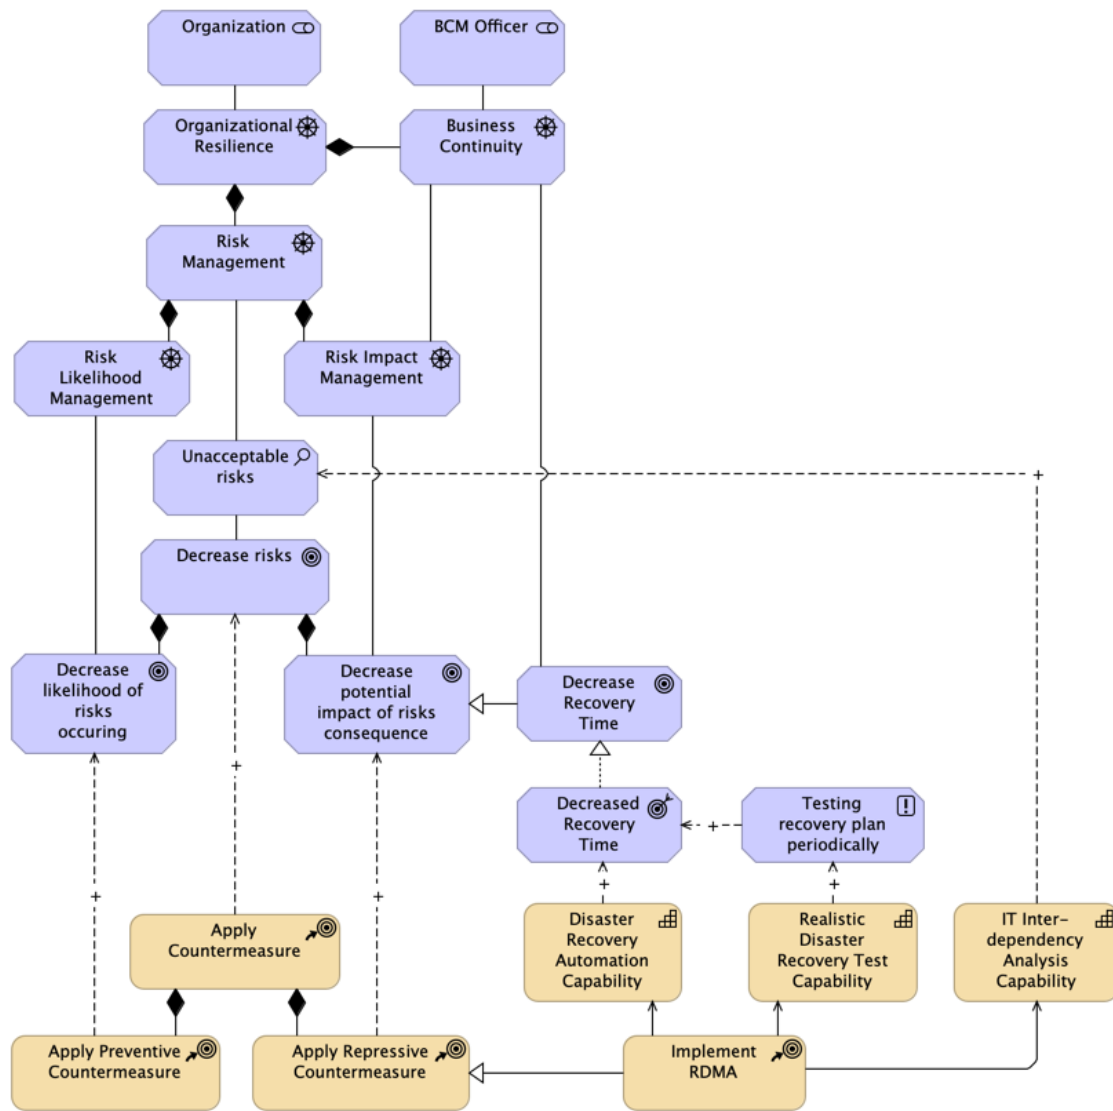 Organization
BCM Officer
Organizational
Resilience
Business
Continuity
Risk
Management
Risk
Likelihood
Management
Risk Impact
Management
Unacceptable
risks
+
Decrease risks
Decrease
likelihood of
risks
occuring
Decrease
potential
impact of risks
consequence
Decrease
Recovery
Time
+
Decreased
Recovery
Time
+
Testing
recovery plan
periodically
+
+
+
+
Apply
Countermeasure
Disaster
Recovery
Automation
Capability
Realistic
Disaster
Recovery Test
Capability
IT Inter-
dependency
Analysis
Capability
Apply Preventive
Countermeasure
Apply Repressive
Countermeasure
Implement
RDMA